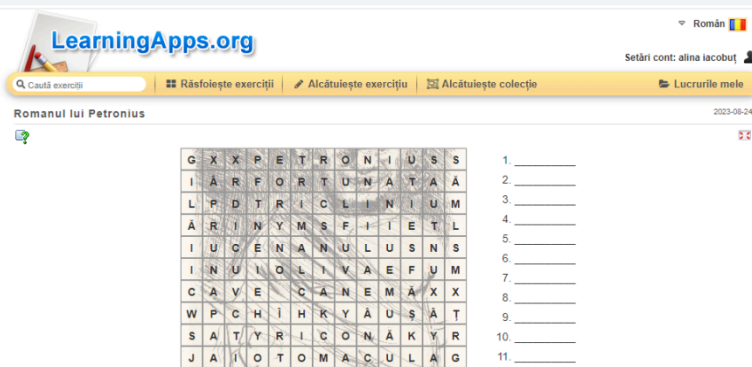 LearningApps.org
Român
Setări cont: alina iacobuț
Caută exerciții
Răsfoiește exerciții
Alcătuiește exercițiu
Alcătuiește colecție
Lucrurile mele
Romanul lui Petronius
2023-08-24
G X X P E T R O N I U S S
I Â R F O R T U N A T A Ă
L P D T R I C L I N I U M
Ă R I N Y M S F I I E T L
I U C E N A N U L U S N S
I N U I O L I V A E F U M
C A V E C A N E M Ă X X
W P C H Î H K Y Â U Ș Ă Ț
S A T Y R I C O N Ă K Y R
J A I O T O M A C U L A G
1.
2.
3.
4.
5.
6.
7.
8.
9.
10.
11.